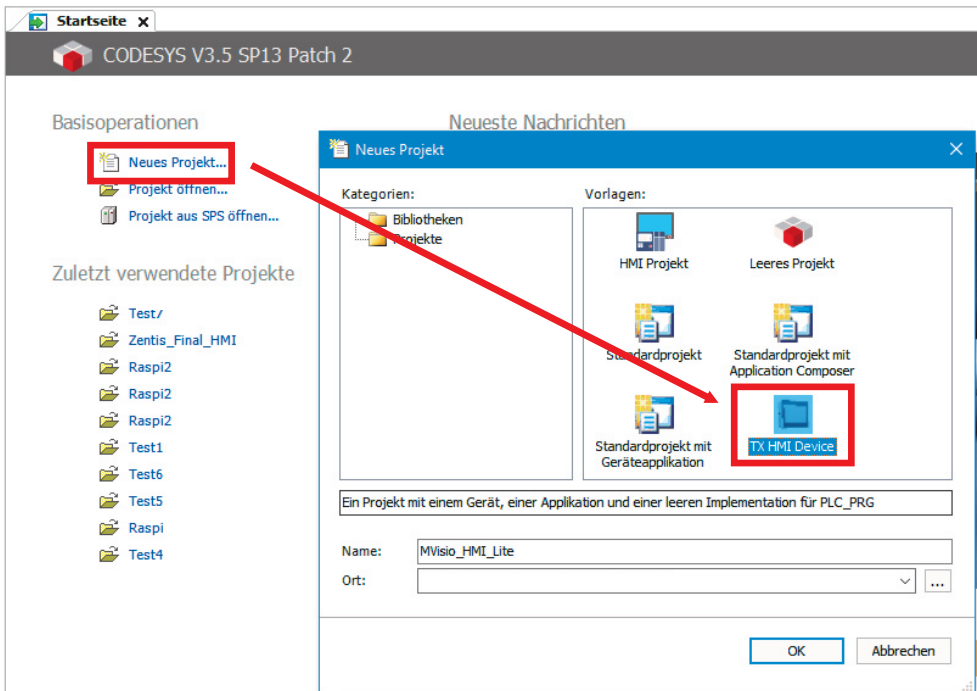 Startseite
CODESYS V3.5 SP13 Patch 2
Basisoperationen
Neues Projekt...
Projekt öffnen...
Projekt aus SPS öffnen...
Zuletzt verwendete Projekte
Test/
Zentis_Final_HMI
Raspi2
Raspi2
Raspi2
Test1
Test6
Test5
Raspi
Test4
Neueste Nachrichten
Neues Projekt
Kategorien:
Bibliotheken
Projekte
Vorlagen:
HMI Projekt
Leeres Projekt
Standardprojekt
Standardprojekt mit
Application Composer
Standardprojekt mit
Geräteapplikation
TX HMI Device
Ein Projekt mit einem Gerät, einer Applikation und einer leeren Implementation für PLC_PRG
Name:
MVisio_HMI_Lite
Ort:
...
OK
Abbrechen